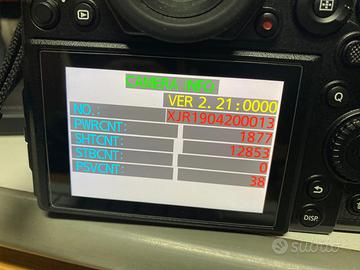 CAMERA INFO
VER 2. 21:0000
NO.: XJR1904200013
PWRCNT: 1877
SHTCNT: 12853
STBCNT: 0
PSVCNT: 38
Q
DISP.
subito